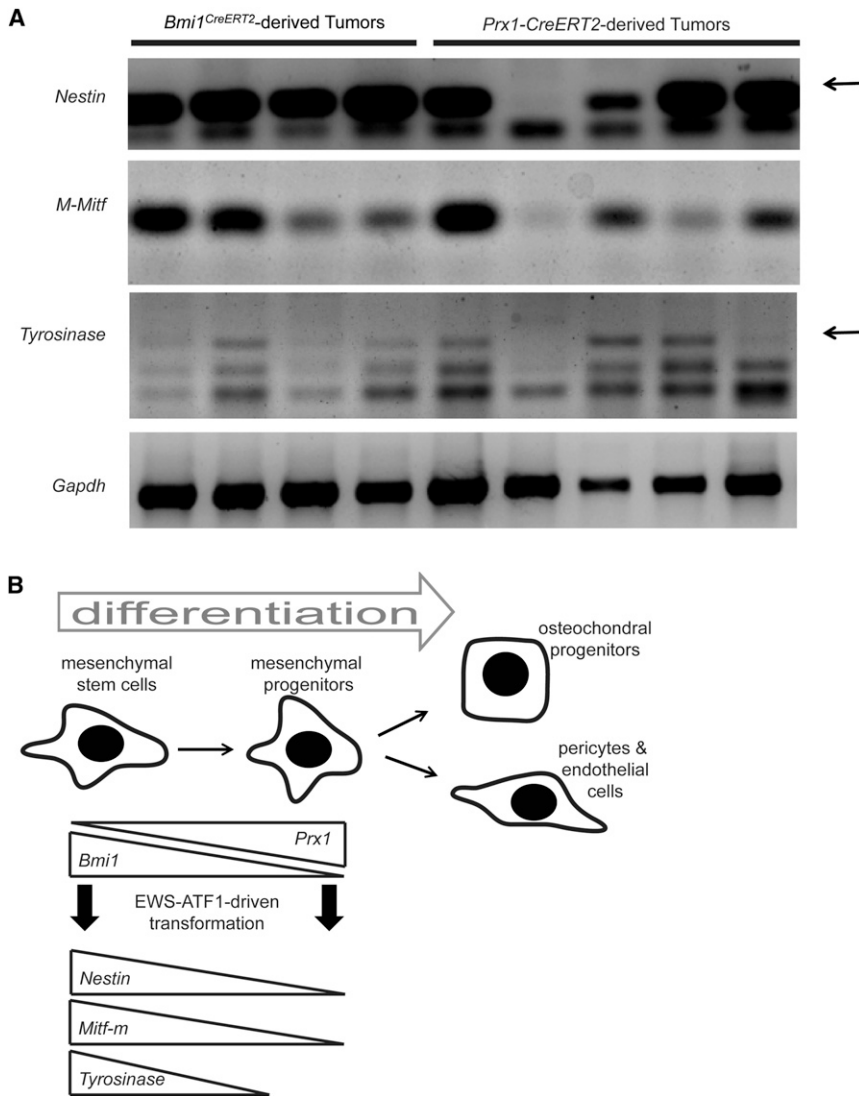 A
Bmi1CreERT2-derived Tumors
Prx1-CreERT2-derived Tumors
Nestin
M-Mitf
Tyrosinase
Gapdh
B
differentiation
mesenchymal
stem cells
mesenchymal
progenitors
osteochondral
progenitors
pericytes &
endothelial
cells
Prx1
Bmi1
EWS-ATF1-driven
transformation
Nestin
Mitf-m
Tyrosinase